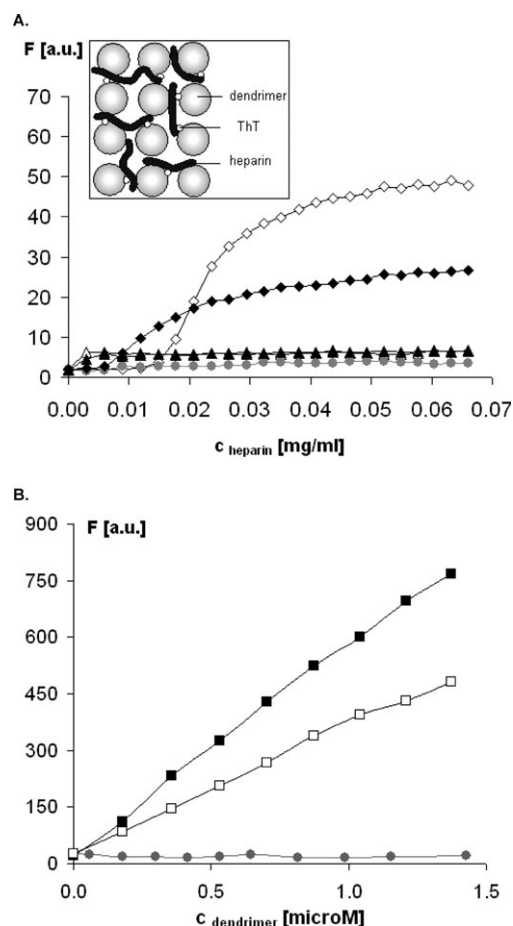 A.
F [a.u.]
dendrimer
ThT
heparin
70
60
50
40
30
20
10
0
0.00 0.01 0.02 0.03 0.04 0.05 0.06 0.07
c heparin [mg/ml]
B.
900
F [a.u.]
750
600
450
300
150
0
0.0 0.5 1.0 1.5
c dendrimer [microM]